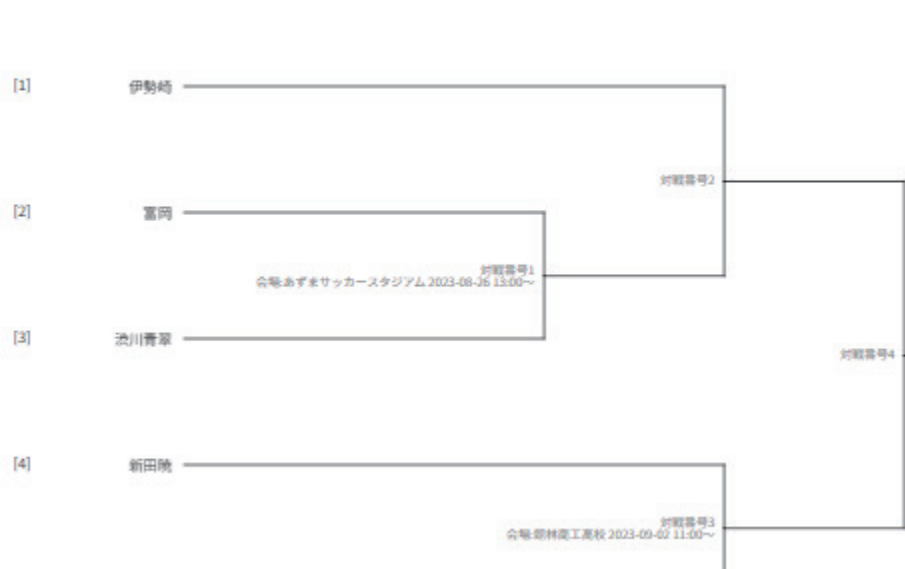 [1] 伊勢崎
対戦番号2
[2] 富岡
対戦番号1
会場:あずまサッカースタジアム 2023-08-26 13:00～
[3] 渋川青翠
対戦番号4
[4] 新田暁
対戦番号3
会場:館林商工高校 2023-09-02 11:00～